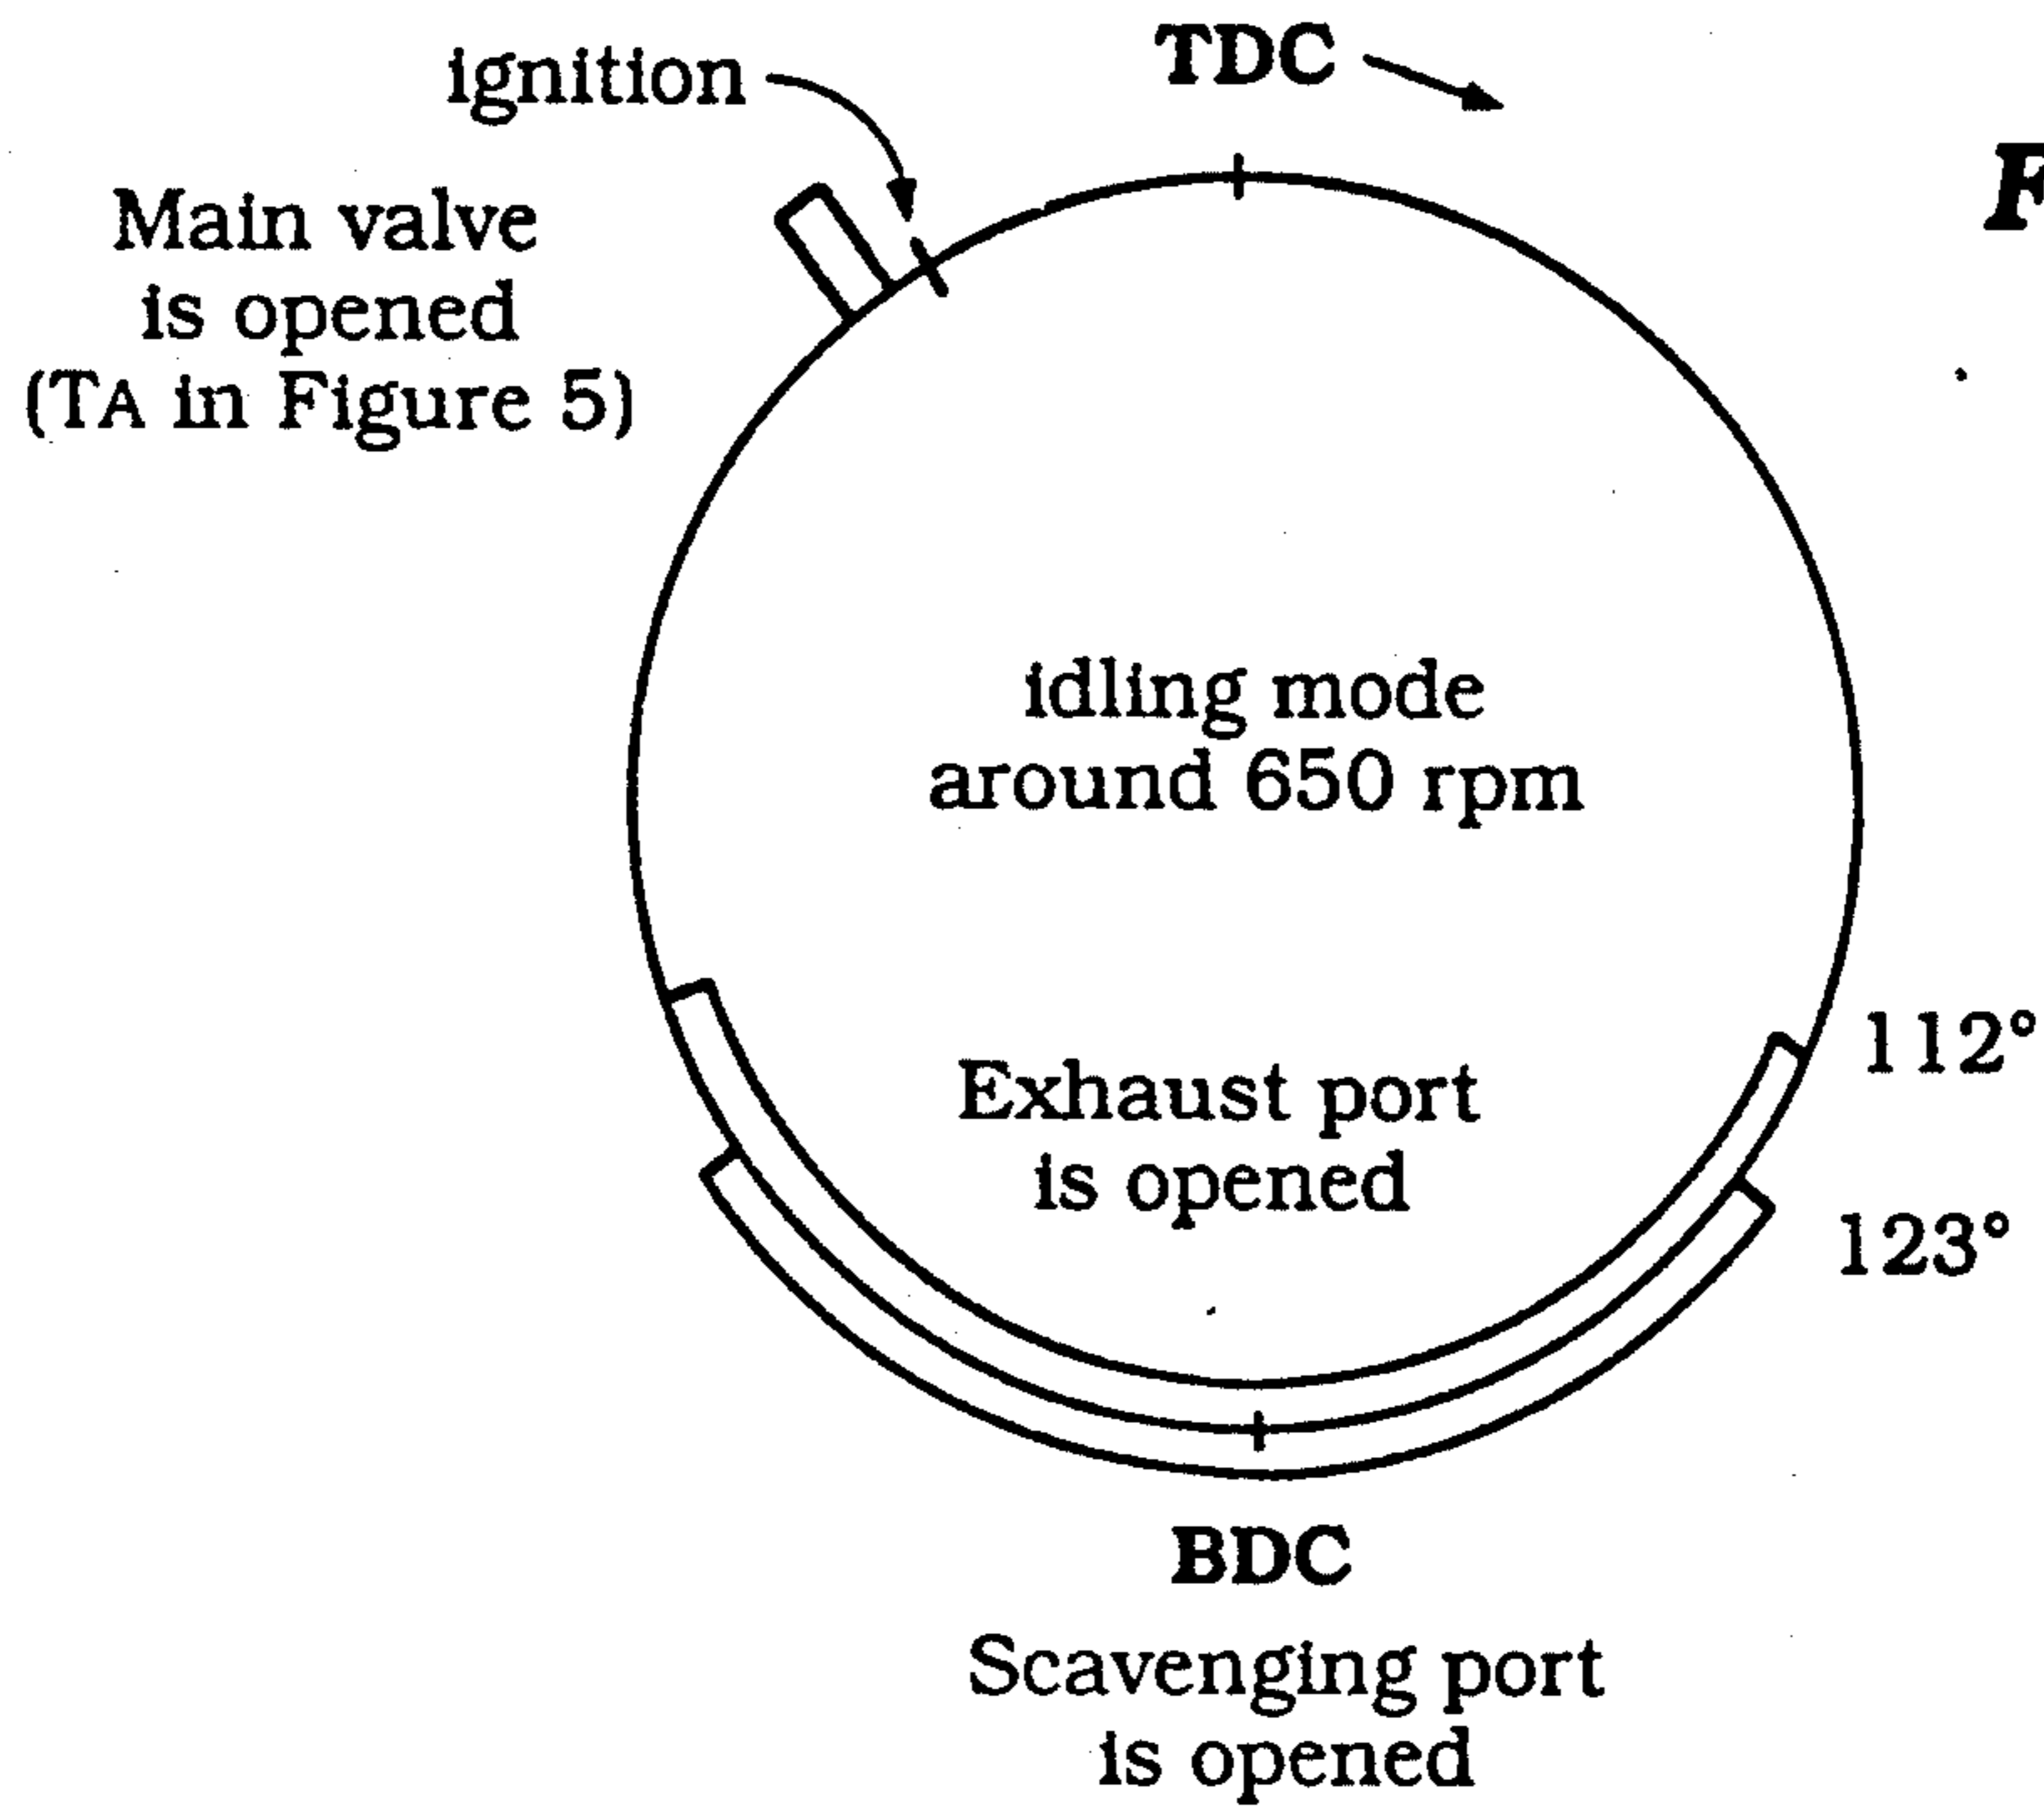 TDC
ignition
Main valve
is opened
(TA in Figure 5)
F
idling mode
around 650 rpm
Exhaust port
is opened
112°
123°
BDC
Scavenging port
is opened